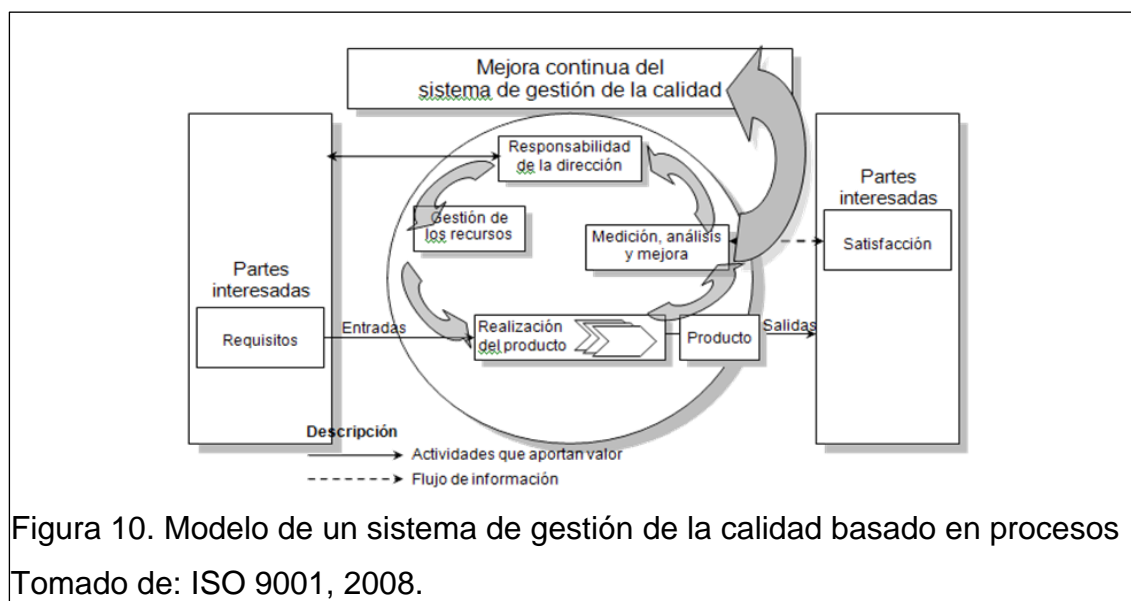 Mejora continua del
sistema de gestión de la calidad
Responsabilidad
de la dirección
Gestión de
los recursos
Medición, análisis
y mejora
Partes
interesadas
Satisfacción
Partes
interesadas
Requisitos
Entradas
Realización
del producto
Producto
Salidas
Descripción
Actividades que aportan valor
Flujo de información
Figura 10. Modelo de un sistema de gestión de la calidad basado en procesos
Tomado de: ISO 9001, 2008.